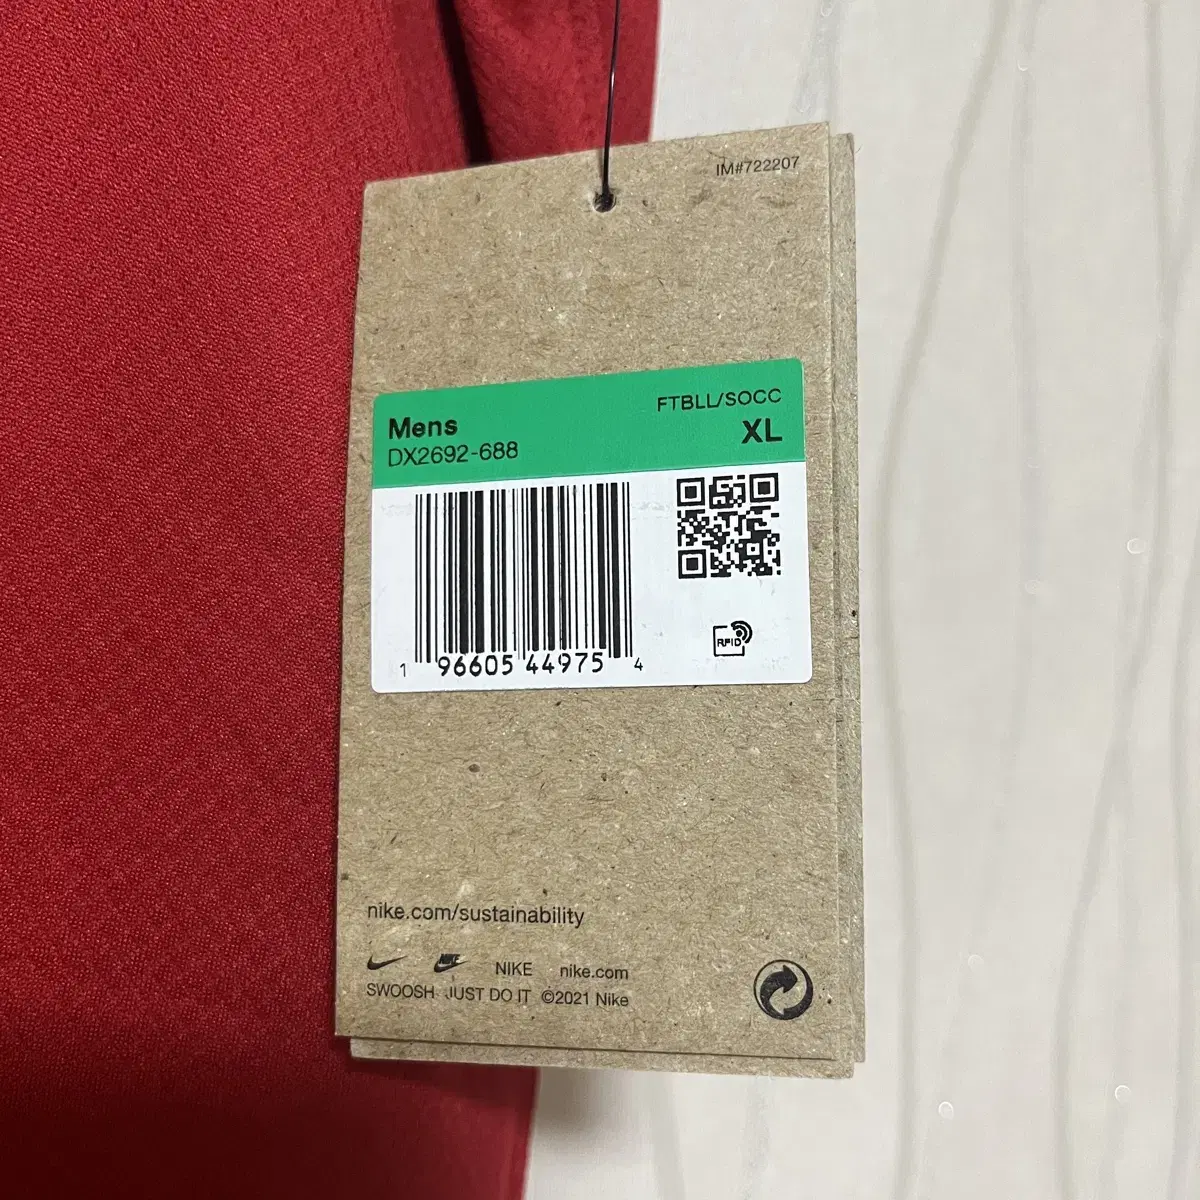 IM#722207
FTBLL/SOCC
Mens
XL
DX2692-688
RFID
1 96605 44975 4
nike.com/sustainability
NIKE NIKE nike.com
SWOOSH JUST DO IT ©2021 Nike